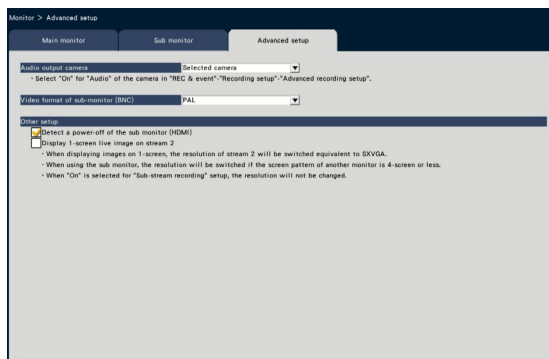 Monitor > Advanced setup
Main monitor
Sub monitor
Advanced setup
Audio output camera
Selected camera
・Select "On" for "Audio" of the camera in "REC & event"-"Recording setup"-"Advanced recording setup".
Video format of sub-monitor (BNC)
PAL
Other setup
Detect a power-off of the sub monitor (HDMI)
Display 1-screen live image on stream 2
・When displaying images on 1-screen, the resolution of stream 2 will be switched equivalent to SXVGA.
・When using the sub monitor, the resolution will be switched if the screen pattern of another monitor is 4-screen or less.
・When "On" is selected for "Sub-stream recording" setup, the resolution will not be changed.